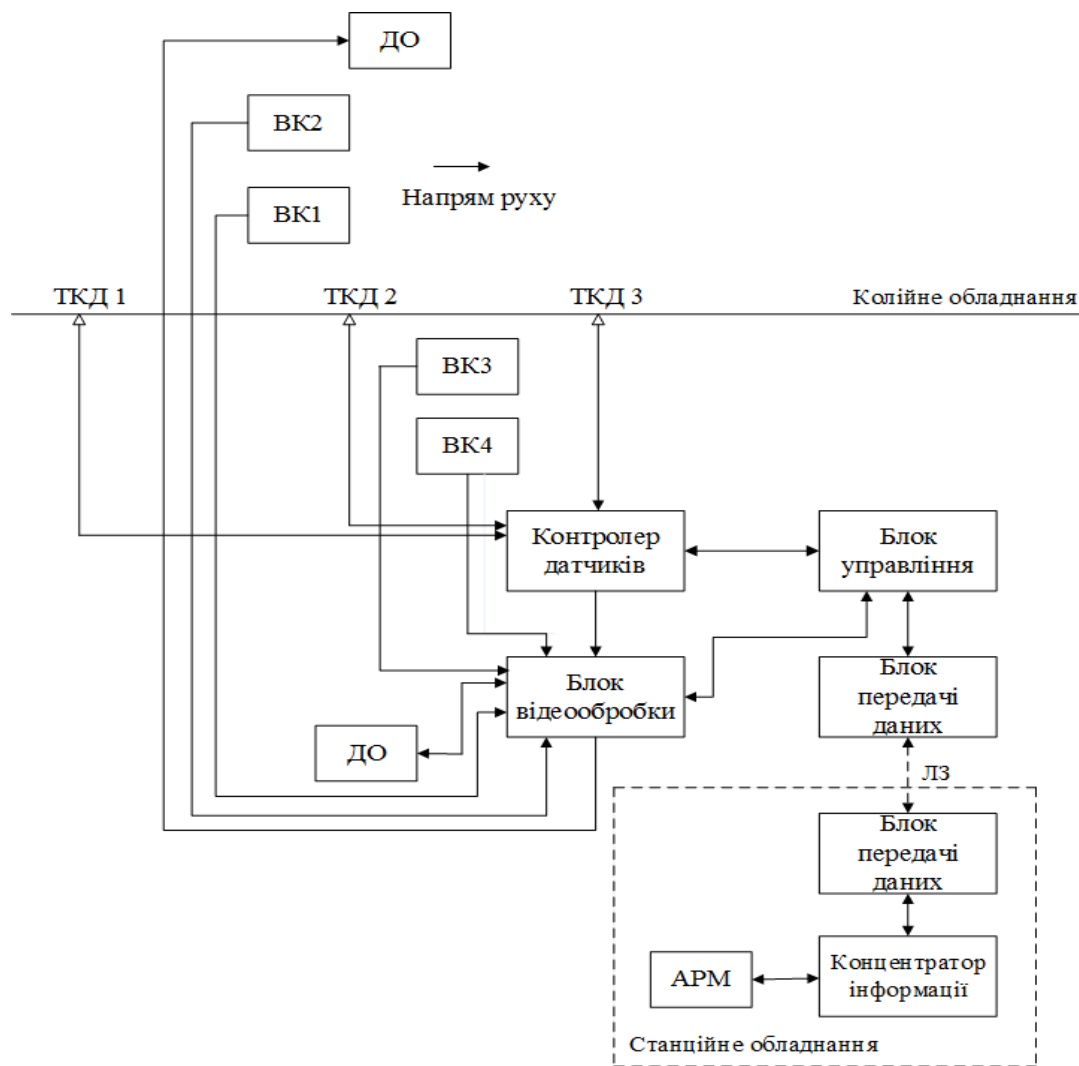 ДО
ВК2
ВК1
Напрям руху
ТКД 1
ТКД 2
ТКД 3
Колійне обладнання
ВК3
ВК4
Контролер
датчиків
Блок
управління
Блок
відеообробки
Блок
передачі
даних
ДО
ЛЗ
Блок
передачі
даних
АРМ
Концентратор
інформації
Станційне обладнання